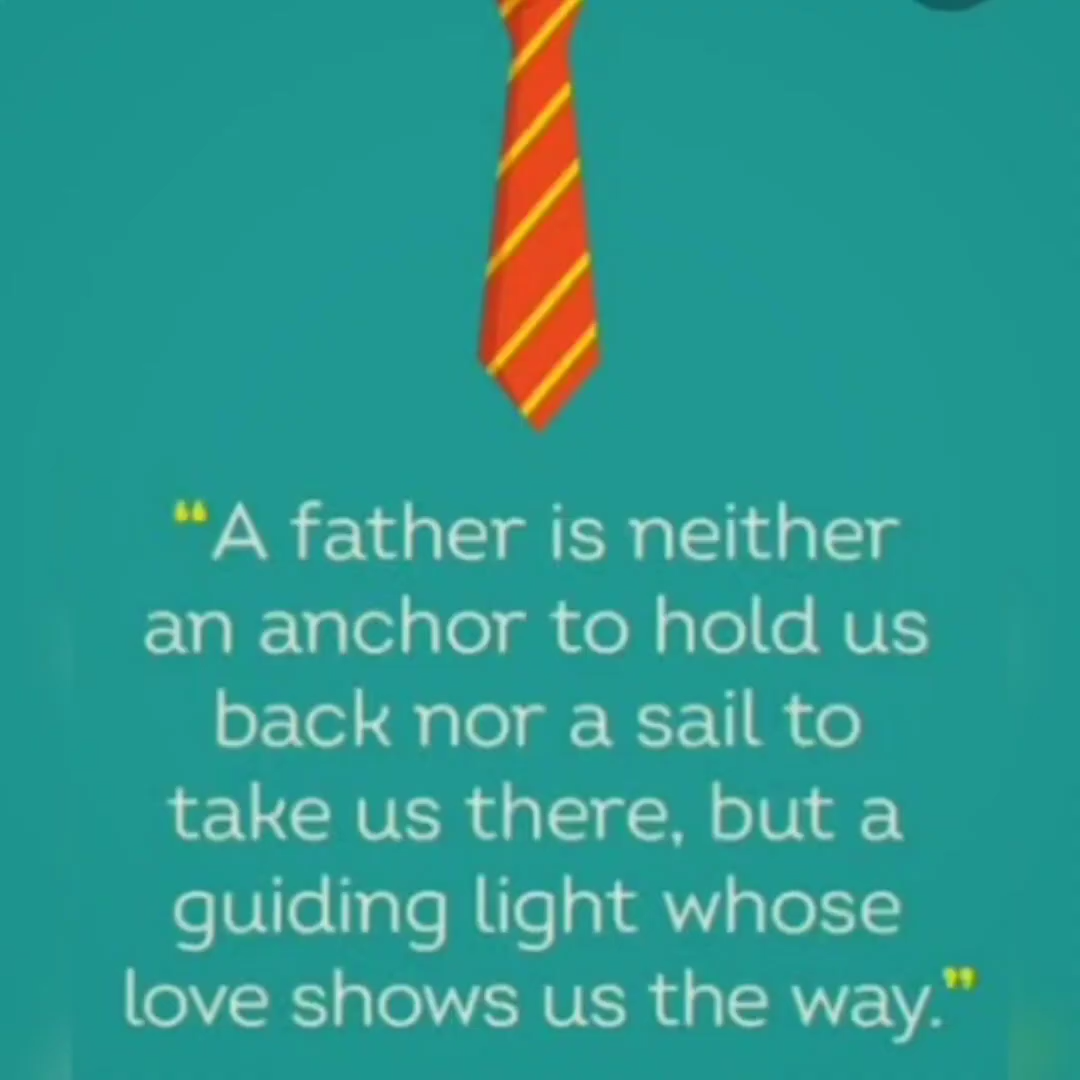 “A father is neither
an anchor to hold us
back nor a sail to
take us there, but a
guiding light whose
love shows us the way.”